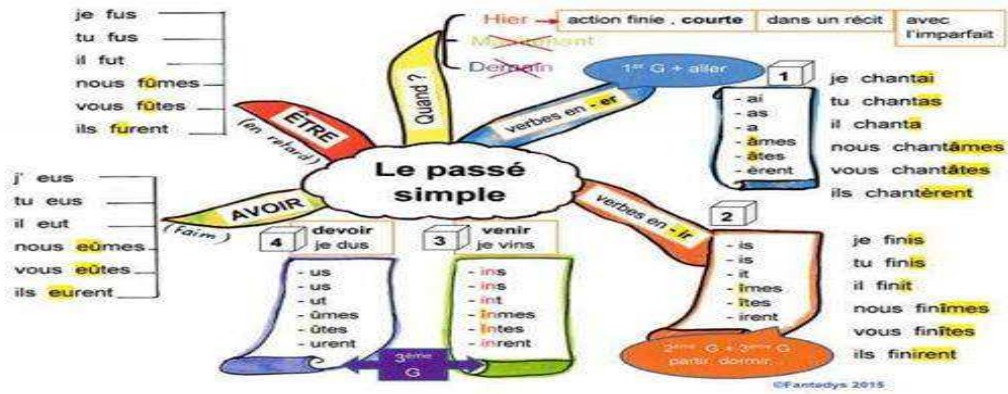 Le passé
simple
Quand ?
Hier
action finie , courte
dans un récit
avec
l'imparfait
Maintenant
Demain
verbes en - er
1er G + aller
1
- ai
- as
- a
- âmes
- âtes
- èrent
je chantai
tu chantas
il chanta
nous chantâmes
vous chantâtes
ils chantèrent
verbes en - ir
2
- is
- is
- it
- îmes
- îtes
- irent
je finis
tu finis
il finit
nous finîmes
vous finîtes
ils finirent
2ème G + 3ème G
partir dormir...
3
venir
je vins
- ins
- ins
- int
- înmes
- întes
- inrent
4
devoir
je dus
- us
- us
- ut
- ûmes
- ûtes
- urent
3ème
G
AVOIR
(faim)
j' eus
tu eus
il eut
nous eûmes
vous eûtes
ils eurent
ÊTRE
(en retard)
je fus
tu fus
il fut
nous fûmes
vous fûtes
ils furent
©Fantadys 2015